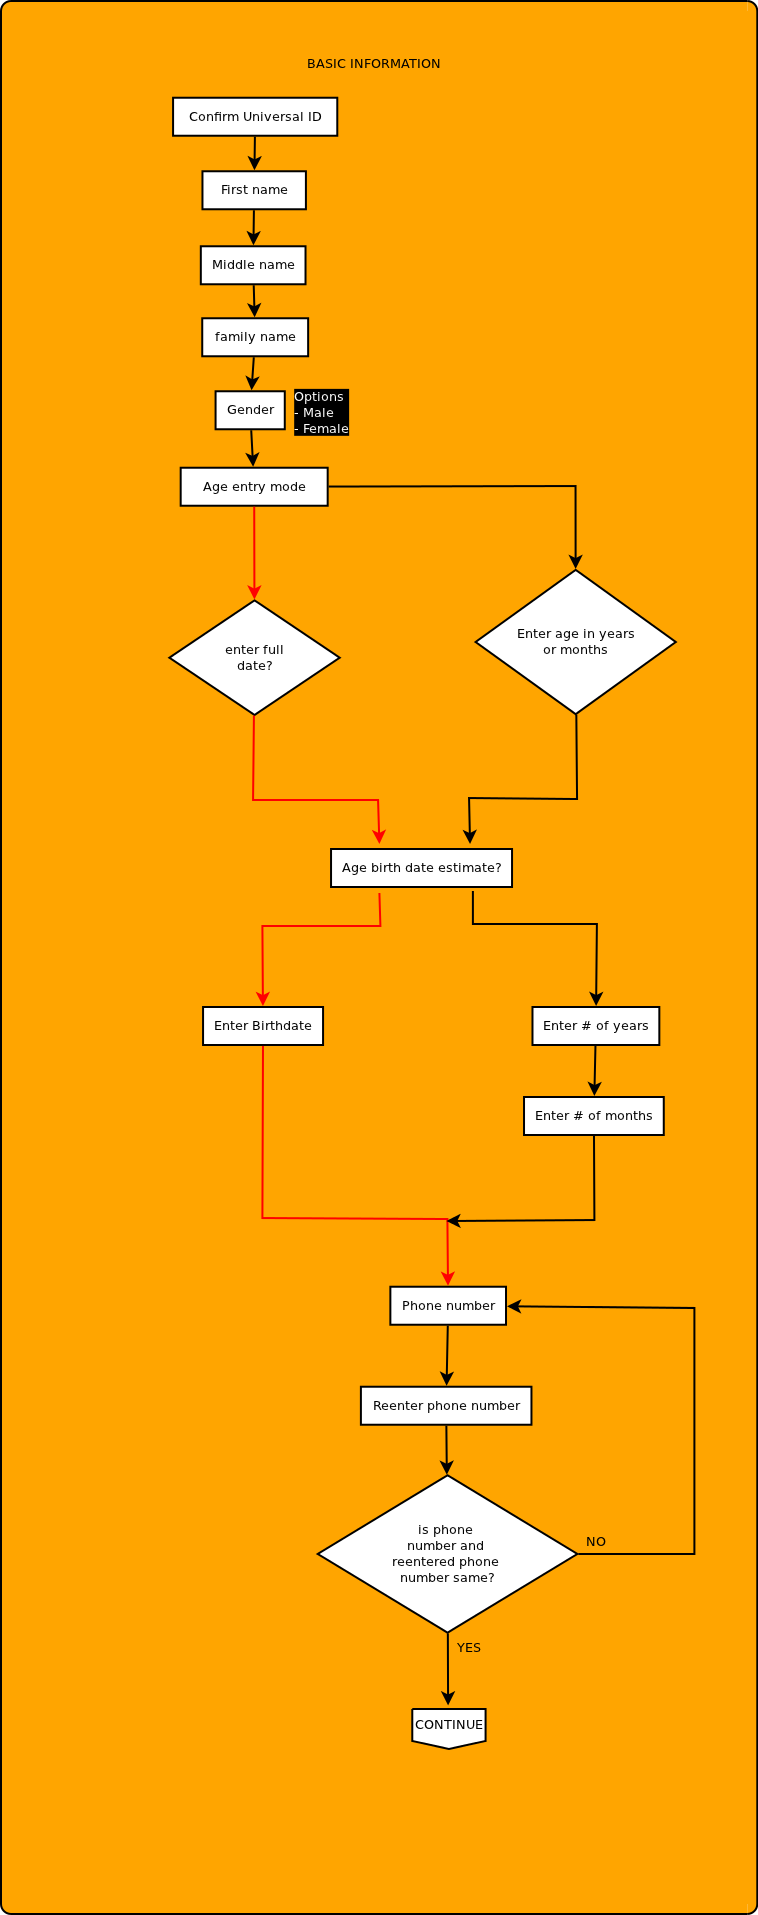 BASIC INFORMATION
Confirm Universal ID
First name
Middle name
family name
Gender
Options
- Male
- Female
Age entry mode
enter full
date?
Enter age in years
or months
Age birth date estimate?
Enter Birthdate
Enter # of years
Enter # of months
Phone number
Reenter phone number
is phone
number and
reentered phone
number same?
NO
YES
CONTINUE